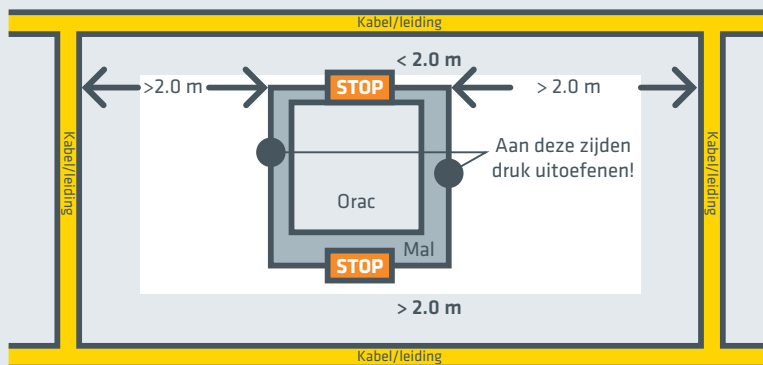 Kabel/leiding
< 2.0 m
>2.0 m
STOP
> 2.0 m
Kabel/leiding
Kabel/leiding
Aan deze zijden
druk uitoefenen!
Orac
Mal
STOP
> 2.0 m
Kabel/leiding